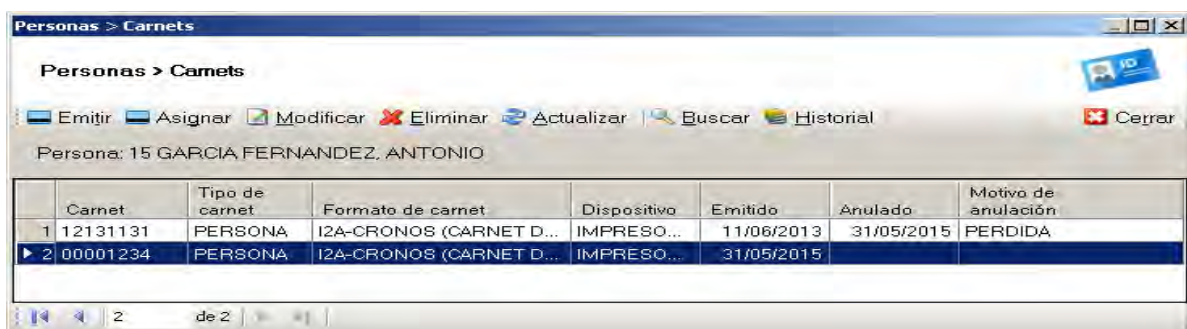 Personas > Carnets
Personas > Carnets
ID
Emitir Asignar Modificar Eliminar Actualizar Buscar Historial Cerrar
Persona: 15 GARCIA FERNANDEZ, ANTONIO
Carnet Tipo de carnet Formato de carnet Dispositivo Emitido Anulado Motivo de anulación
1 12131131 PERSONA I2A-CRONOS (CARNET D... IMPRESO... 11/06/2013 31/05/2015 PERDIDA
2 00001234 PERSONA I2A-CRONOS (CARNET D... IMPRESO... 31/05/2015
2 de 2